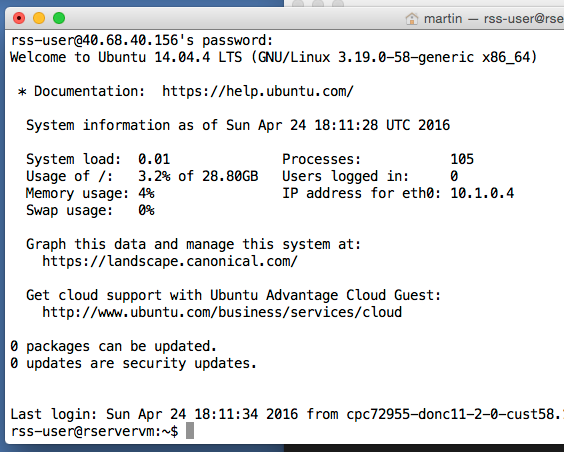 martin — rss-user@rse
rss-user@40.68.40.156's password:
Welcome to Ubuntu 14.04.4 LTS (GNU/Linux 3.19.0-58-generic x86_64)
* Documentation:  https://help.ubuntu.com/
System information as of Sun Apr 24 18:11:28 UTC 2016
System load:  0.01              Processes:           105
Usage of /:   3.2% of 28.80GB   Users logged in:     0
Memory usage: 4%                IP address for eth0: 10.1.0.4
Swap usage:   0%
Graph this data and manage this system at:
https://landscape.canonical.com/
Get cloud support with Ubuntu Advantage Cloud Guest:
http://www.ubuntu.com/business/services/cloud
0 packages can be updated.
0 updates are security updates.
Last login: Sun Apr 24 18:11:34 2016 from cpc72955-donc11-2-0-cust58.
rss-user@rservervm:~$